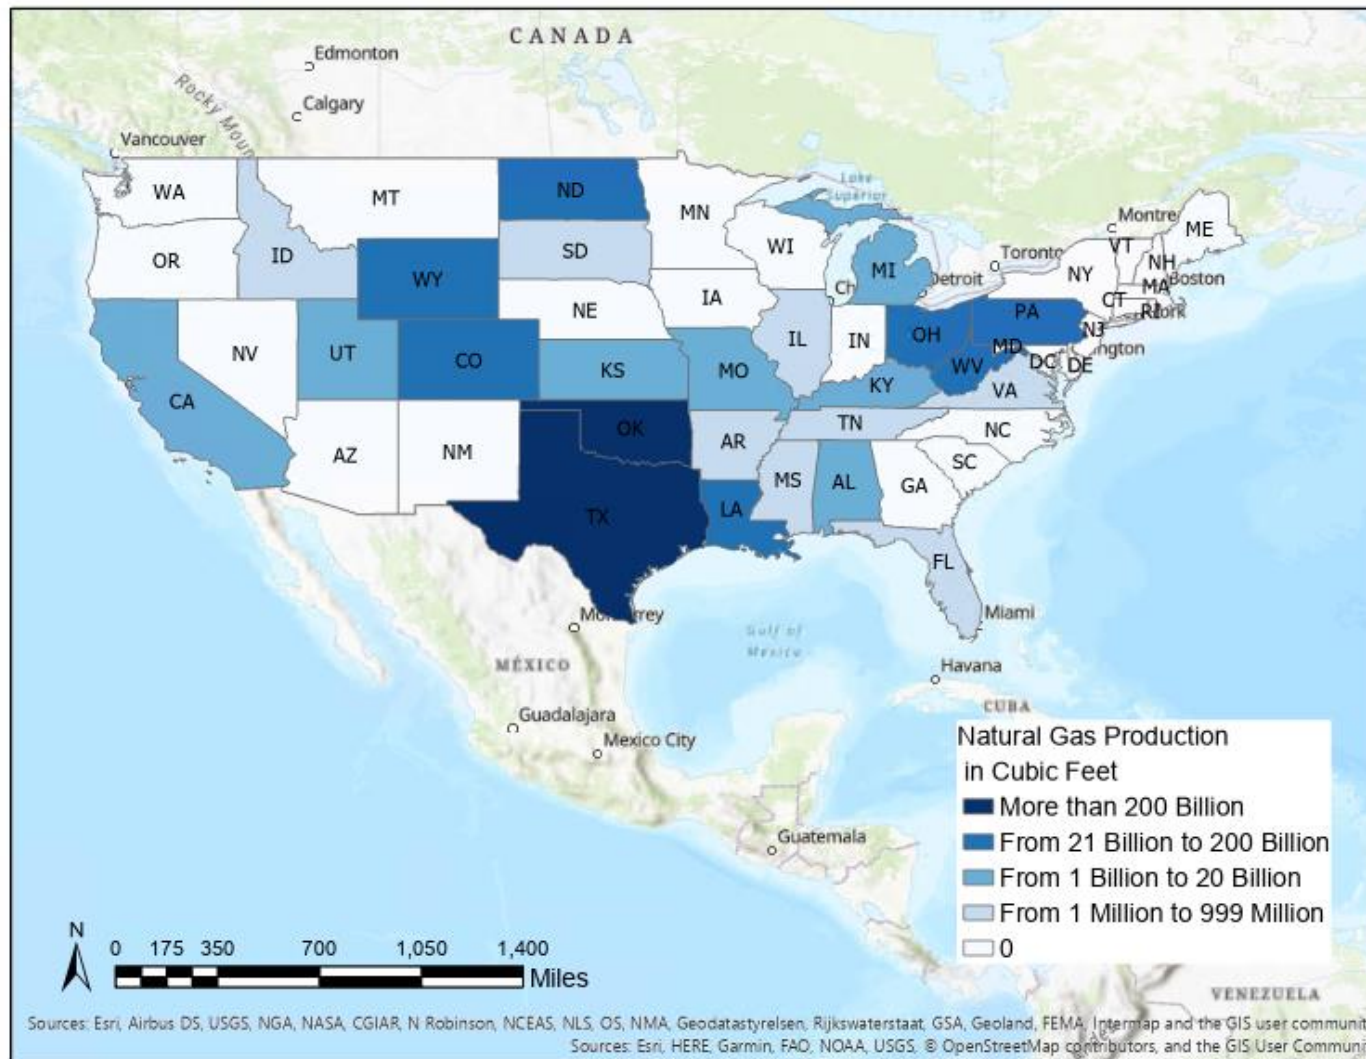 CANADA
Edmonton
Rocky Moun
Calgary
Vancouver
WA
MT
ND
MN
Lake
Superior
Montre
ME
VT
OR
ID
SD
WI
Toronto
NY
NH
WY
MI
Detroit
MA
Boston
Ch
IA
CT
RI
ork
NE
PA
NV
UT
CO
KS
MO
IL
IN
OH
NJ
MD
ington
WV
DC
DE
CA
KY
VA
TN
NC
OK
AR
AZ
NM
SC
MS
AL
GA
TX
LA
FL
Monterrey
Miami
Gulf of
Mexico
MÉXICO
Havana
CUBA
Guadalajara
Mexico City
Guatemala
Natural Gas Production
in Cubic Feet
More than 200 Billion
From 21 Billion to 200 Billion
From 1 Billion to 20 Billion
From 1 Million to 999 Million
0
N
0 175 350 700 1,050 1,400
Miles
VENEZUELA
Sources: Esri, Airbus DS, USGS, NGA, NASA, CGIAR, N Robinson, NCEAS, NLS, OS, NMA, Geodatastyrelsen, Rijkswaterstaat, GSA, Geoland, FEMA, Intermap and the GIS user communit
Sources: Esri, HERE, Garmin, FAO, NOAA, USGS, © OpenStreetMap contributors, and the GIS User Communi